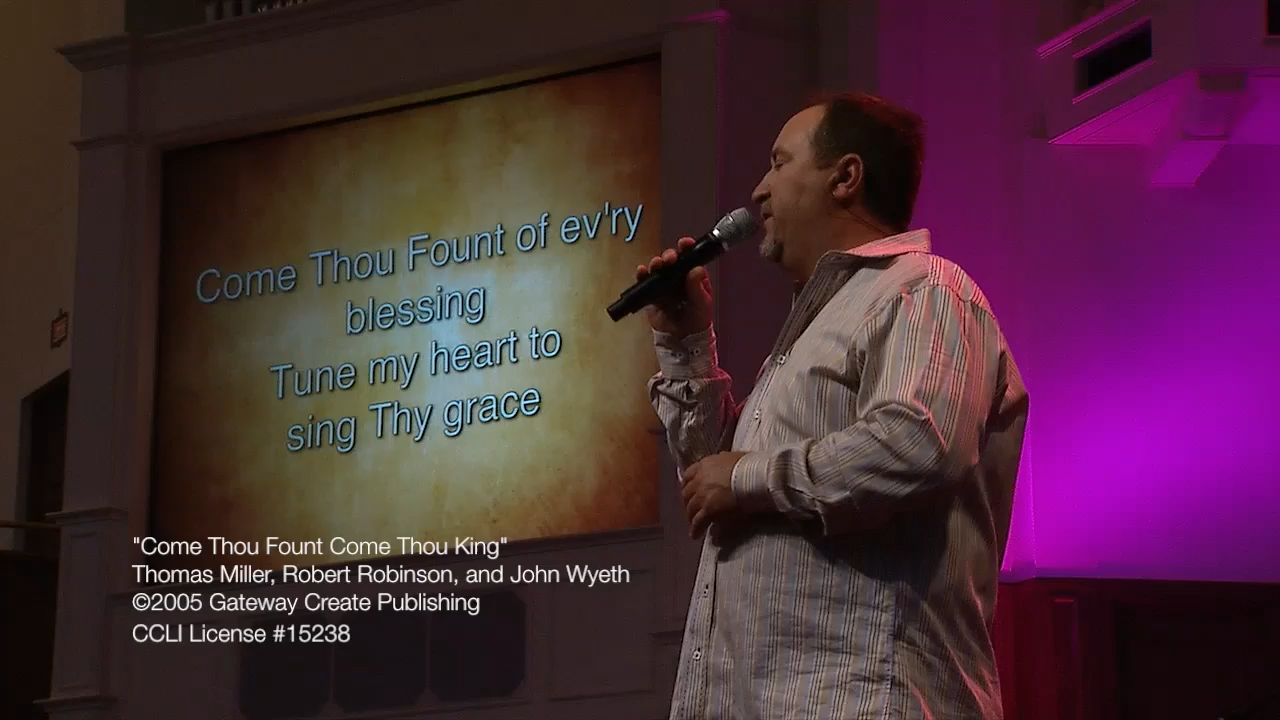 Come Thou Fount of ev'ry
blessing
Tune my heart to
sing Thy grace
"Come Thou Fount Come Thou King"
Thomas Miller, Robert Robinson, and John Wyeth
©2005 Gateway Create Publishing
CCLI License #15238